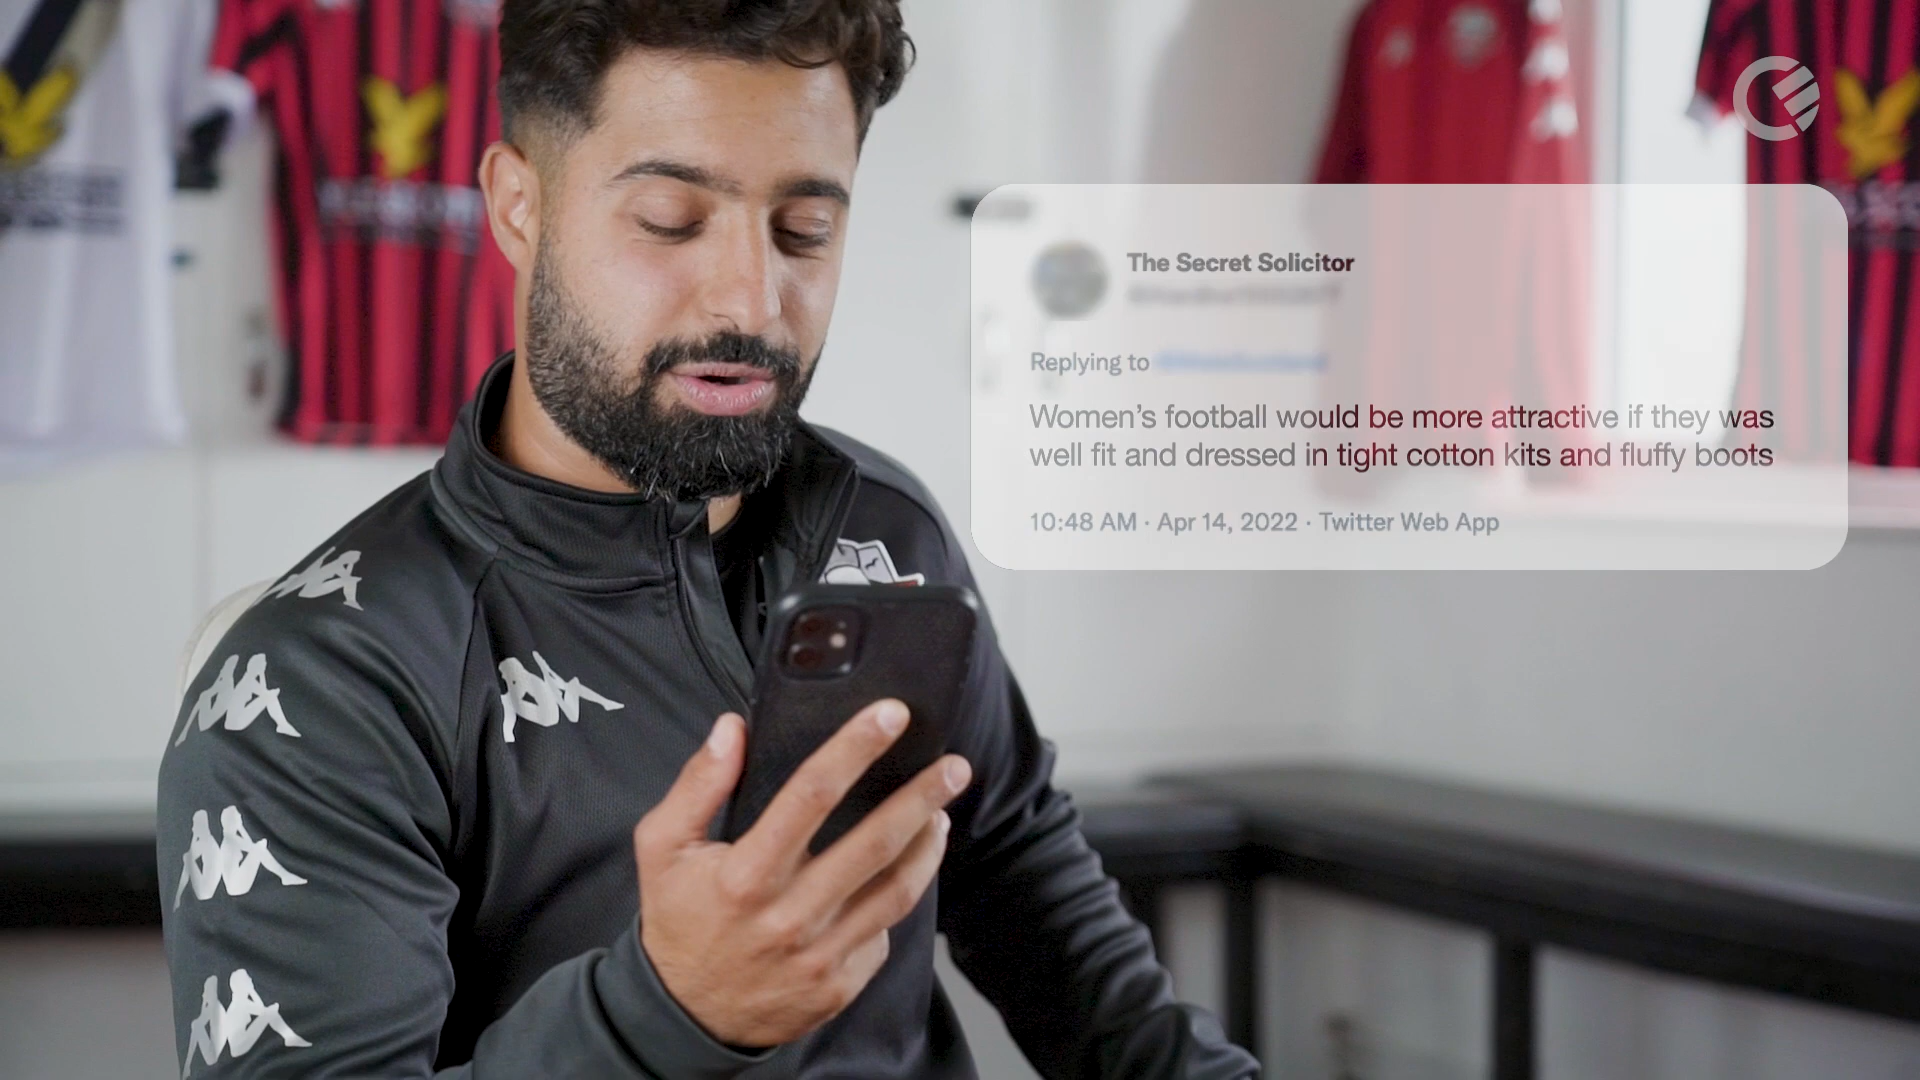 The Secret Solicitor
Replying to
Women's football would be more attractive if they was
well fit and dressed in tight cotton kits and fluffy boots
10:48 AM · Apr 14, 2022 · Twitter Web App